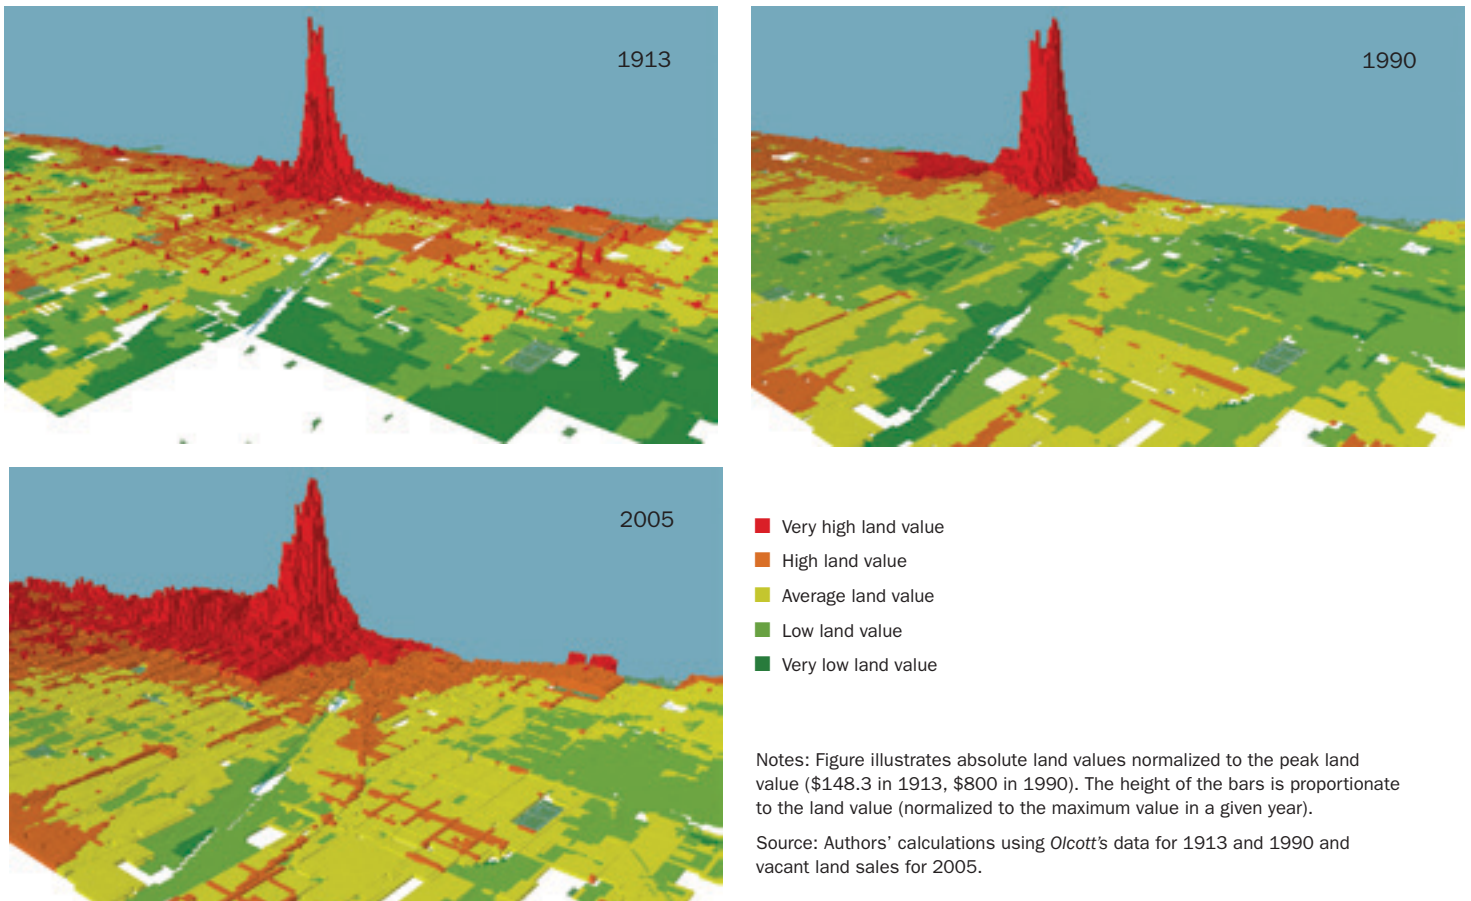 1913
1990
2005
Very high land value
High land value
Average land value
Low land value
Very low land value
Notes: Figure illustrates absolute land values normalized to the peak land
value ($148.3 in 1913, $800 in 1990). The height of the bars is proportionate
to the land value (normalized to the maximum value in a given year).
Source: Authors’ calculations using Olcott’s data for 1913 and 1990 and
vacant land sales for 2005.